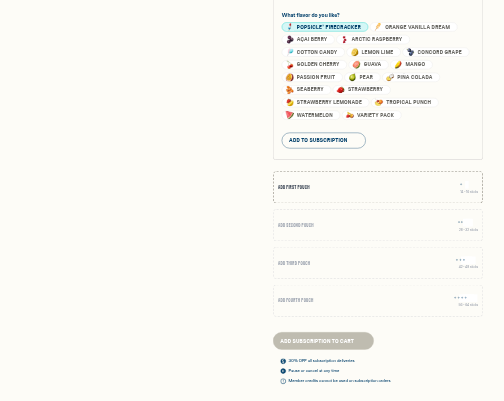 What flavor do you like?
POPSICLE® FIRECRACKER ORANGE VANILLA DREAM
AÇAI BERRY ARCTIC RASPBERRY
COTTON CANDY LEMON LIME CONCORD GRAPE
GOLDEN CHERRY GUAVA MANGO
PASSION FRUIT PEAR PINA COLADA
SEABERRY STRAWBERRY
STRAWBERRY LEMONADE TROPICAL PUNCH
WATERMELON VARIETY PACK
ADD TO SUBSCRIPTION
ADD FIRST POUCH
ADD SECOND POUCH
ADD THIRD POUCH
ADD FOURTH POUCH
ADD SUBSCRIPTION TO CART
30% OFF all subscription deliveries
Pause or cancel at any time
Member credits cannot be used on subscription orders